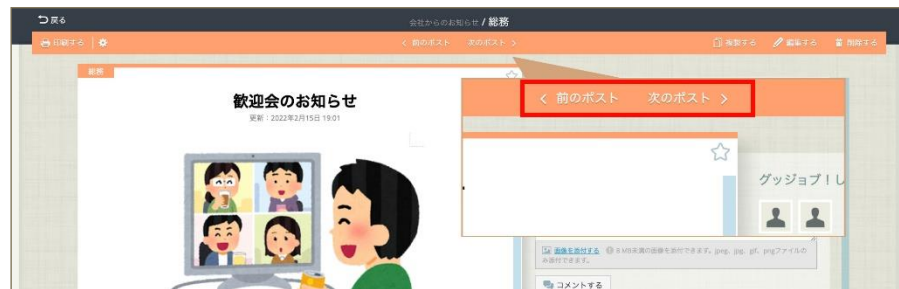 戻る
会社からのお知らせ / 総務
印刷する
< 前のポスト 次のポスト >
複製する 編集する 削除する
総務
歓迎会のお知らせ
更新：2022年2月15日 19:01
< 前のポスト 次のポスト >
グッジョブ！し
画像を添付する 8 MB未満の画像を添付できます。jpeg、jpg、gif、pngファイルの
み添付できます。
コメントする